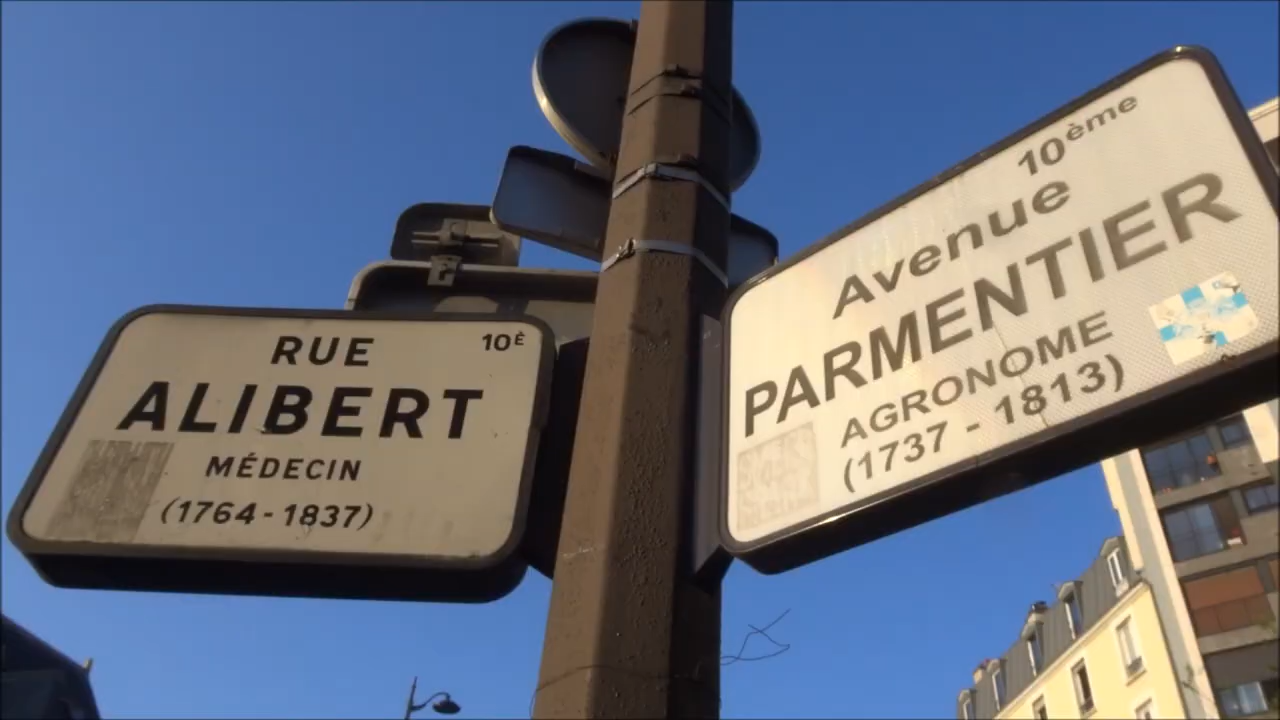 RUE 10È
ALIBERT
MÉDECIN
(1764 - 1837)
10ème
Avenue
PARMENTIER
AGRONOME
(1737 - 1813)